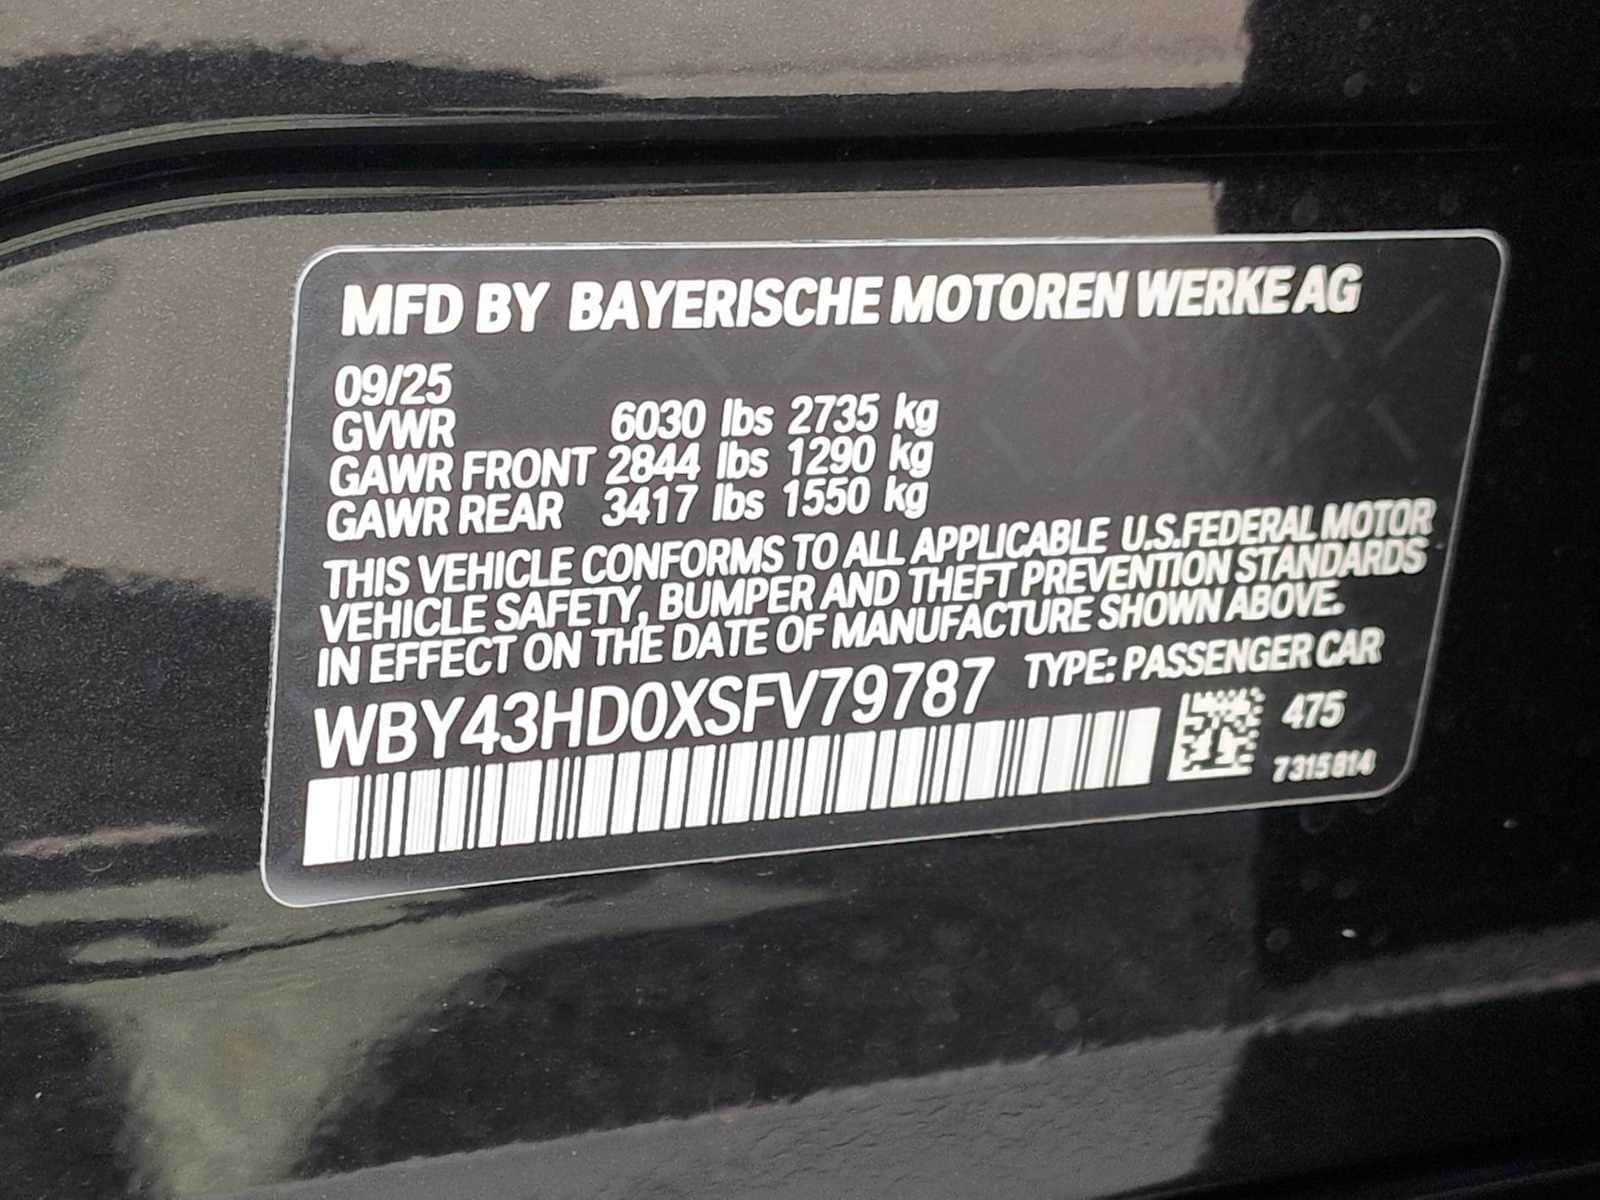 MFD BY BAYERISCHE MOTOREN WERKE AG
09/25
GVWR 6030 lbs 2735 kg
GAWR FRONT 2844 lbs 1290 kg
GAWR REAR 3417 lbs 1550 kg
THIS VEHICLE CONFORMS TO ALL APPLICABLE U.S.FEDERAL MOTOR
VEHICLE SAFETY, BUMPER AND THEFT PREVENTION STANDARDS
IN EFFECT ON THE DATE OF MANUFACTURE SHOWN ABOVE.
WBY43HD0XSFV79787 TYPE: PASSENGER CAR
475
7315814